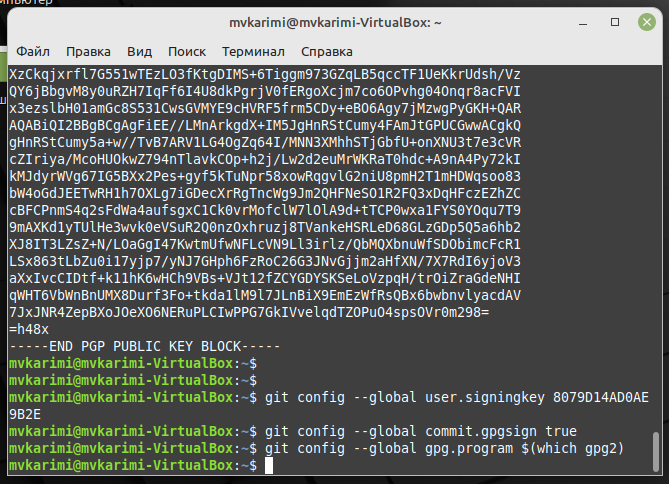 пьютер
mvkarimi@mvkarimi-VirtualBox: ~
Файл Правка Вид Поиск Терминал Справка
XzCkqjxrfl7G551wTEzLO3fKtgDIMS+6Tiggm973GZqLB5qccTF1UeKkrUdsh/Vz
QY6jBbgvM8y0uRZH7IqFf6I4U8dkPgrjV0fERgoXcjm7co6OPvhg04Onqr8acFVI
x3ezslbH01amGc8S531CwsGVMYE9cHVRF5frm5CDy+eBO6Agy7jMzwgPyGKH+QAR
AQABiQI2BBgBCgAgFiEE//LMnArkgdX+IM5JgHnRStCumy4FAmJtGPUCGwwACgkQ
gHnRStCumy5a+w//TvB7ARV1LG4OgZq64I/MNN3XMhhSTjGbfU+onXNU3t7e3cVR
cZIriya/McoHUOkwZ794nTlavkCOp+h2j/Lw2d2euMrWKRaT0hdc+A9nA4Py72kI
kMJdyrWVg67IG5BXx2Pes+gyf5kTuNpr58xowRqgvlG2niU8pmH2T1mHDWqsoo83
bW4oGdJEETwRH1h7OXLg7iGDecXrRgTncWg9Jm2QHFNeSO1R2FQ3xDqHFczEZhZC
cBFCPnmS4q2sFdWa4aufsgxC1Ck0vrMofclW7lOlA9d+tTCP0wxa1FYS0YOqu7T9
9mAXKd1yTUlHe3wvk0eVSuR2Q0nzOxhruzj8TVankeHSRLeD68GLzGDp5Q5a6hb2
XJ8IT3LZsZ+N/LOaGgI47KwtmUfwNFLcVN9Ll3irlz/QbMQXbnuWfSDObimcFcR1
LSx863tLbZu0i17yjp7/yNJ7GHph6FzRoC26G3JNvGjjm2aHfXN/7X7RdI6yjoV3
aXxIvcCIDtf+k11hK6wHCh9VBs+VJt12fZCYGDYSKSeLoVzpqH/trOiZraGdeNHI
qWHT6VbWnBnUMX8Durf3Fo+tkda1lM9l7JLnBiX9EmEzWfRsQBx6bwbnvlyacdAV
7JxJNR4ZepBXoJOeXO6NERuPLCIwPPG7GkIVvelqdTZOPuO4spsOVr0m298=
=h48x
-----END PGP PUBLIC KEY BLOCK-----
mvkarimi@mvkarimi-VirtualBox:~$
mvkarimi@mvkarimi-VirtualBox:~$
mvkarimi@mvkarimi-VirtualBox:~$ git config --global user.signingkey 8079D14AD0AE
9B2E
mvkarimi@mvkarimi-VirtualBox:~$ git config --global commit.gpgsign true
mvkarimi@mvkarimi-VirtualBox:~$ git config --global gpg.program $(which gpg2)
mvkarimi@mvkarimi-VirtualBox:~$